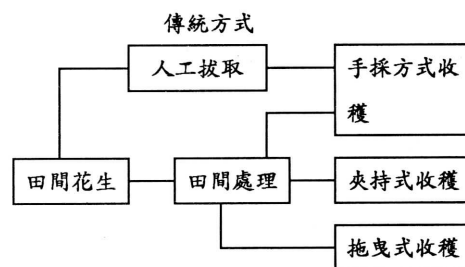 傳統方式
人工拔取
手採方式收
穫
田間花生
田間處理
夾持式收穫
拖曳式收穫